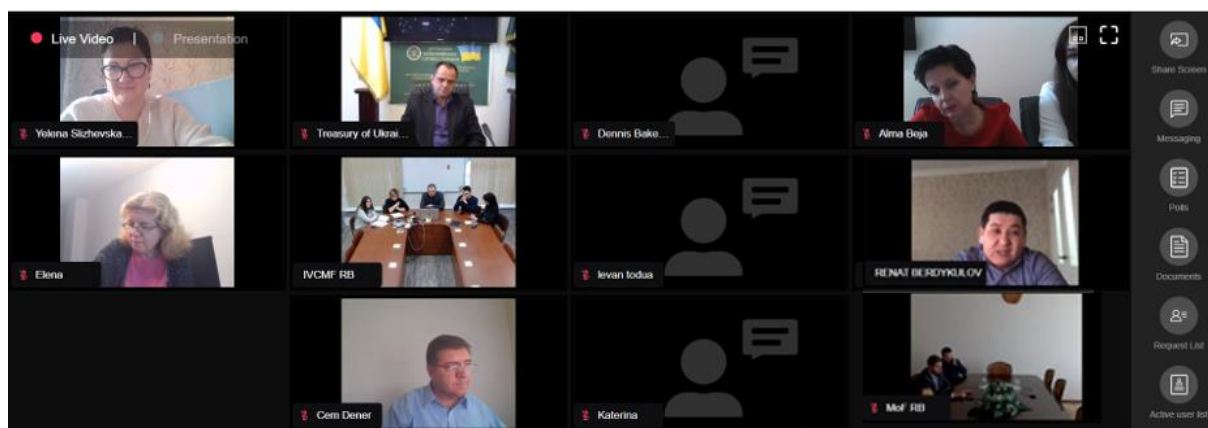 Live Video | Presentation
Share Screen
Yelena Slizhevska...
Treasury of Ukrai...
Dennis Bake...
Alma Beja
Messaging
Polls
Elena
IVCMF RB
levan todua
RENAT BERDYKULOV
Documents
Request List
Cem Dener
Katerina
MoF RB
Active user list